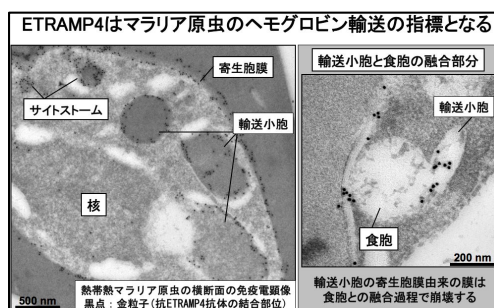 ETRAMP4はマラリア原虫のヘモグロビン輸送の指標となる
寄生胞膜
サイトストーム
輸送小胞
核
500 nm
熱帯熱マラリア原虫の横断面の免疫電顕像
黒点：金粒子(抗ETRAMP4抗体の結合部位)
輸送小胞と食胞の融合部分
輸送小胞
食胞
200 nm
輸送小胞の寄生胞膜由来の膜は
食胞との融合過程で崩壊する